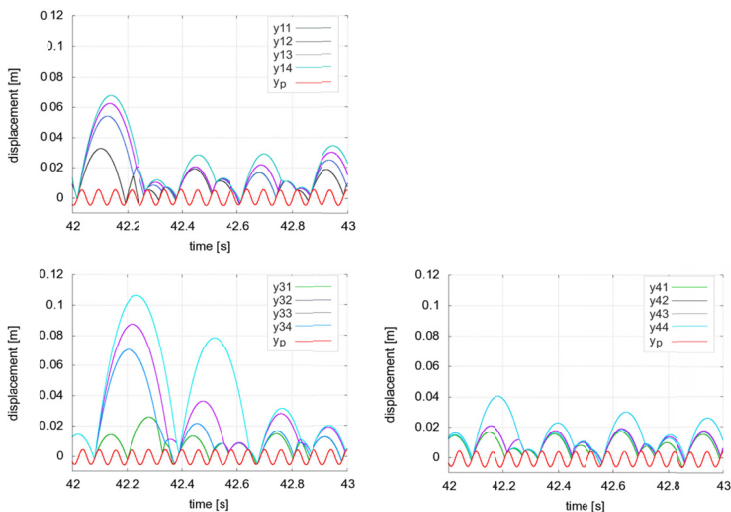 0.12
0.1
0.08
0.06
0.04
0.02
0
displacement [m]
y11
y12
y13
y14
yp
42 42.2 42.4 42.6 42.8 43
time [s]
0.12
0.1
0.08
0.06
0.04
0.02
0
displacement [m]
y31
y32
y33
y34
yp
42 42.2 42.4 42.6 42.8 43
time [s]
0.12
0.1
0.08
0.06
0.04
0.02
0
displacement [m]
y41
y42
y43
y44
yp
42 42.2 42.4 42.6 42.8 43
time [s]